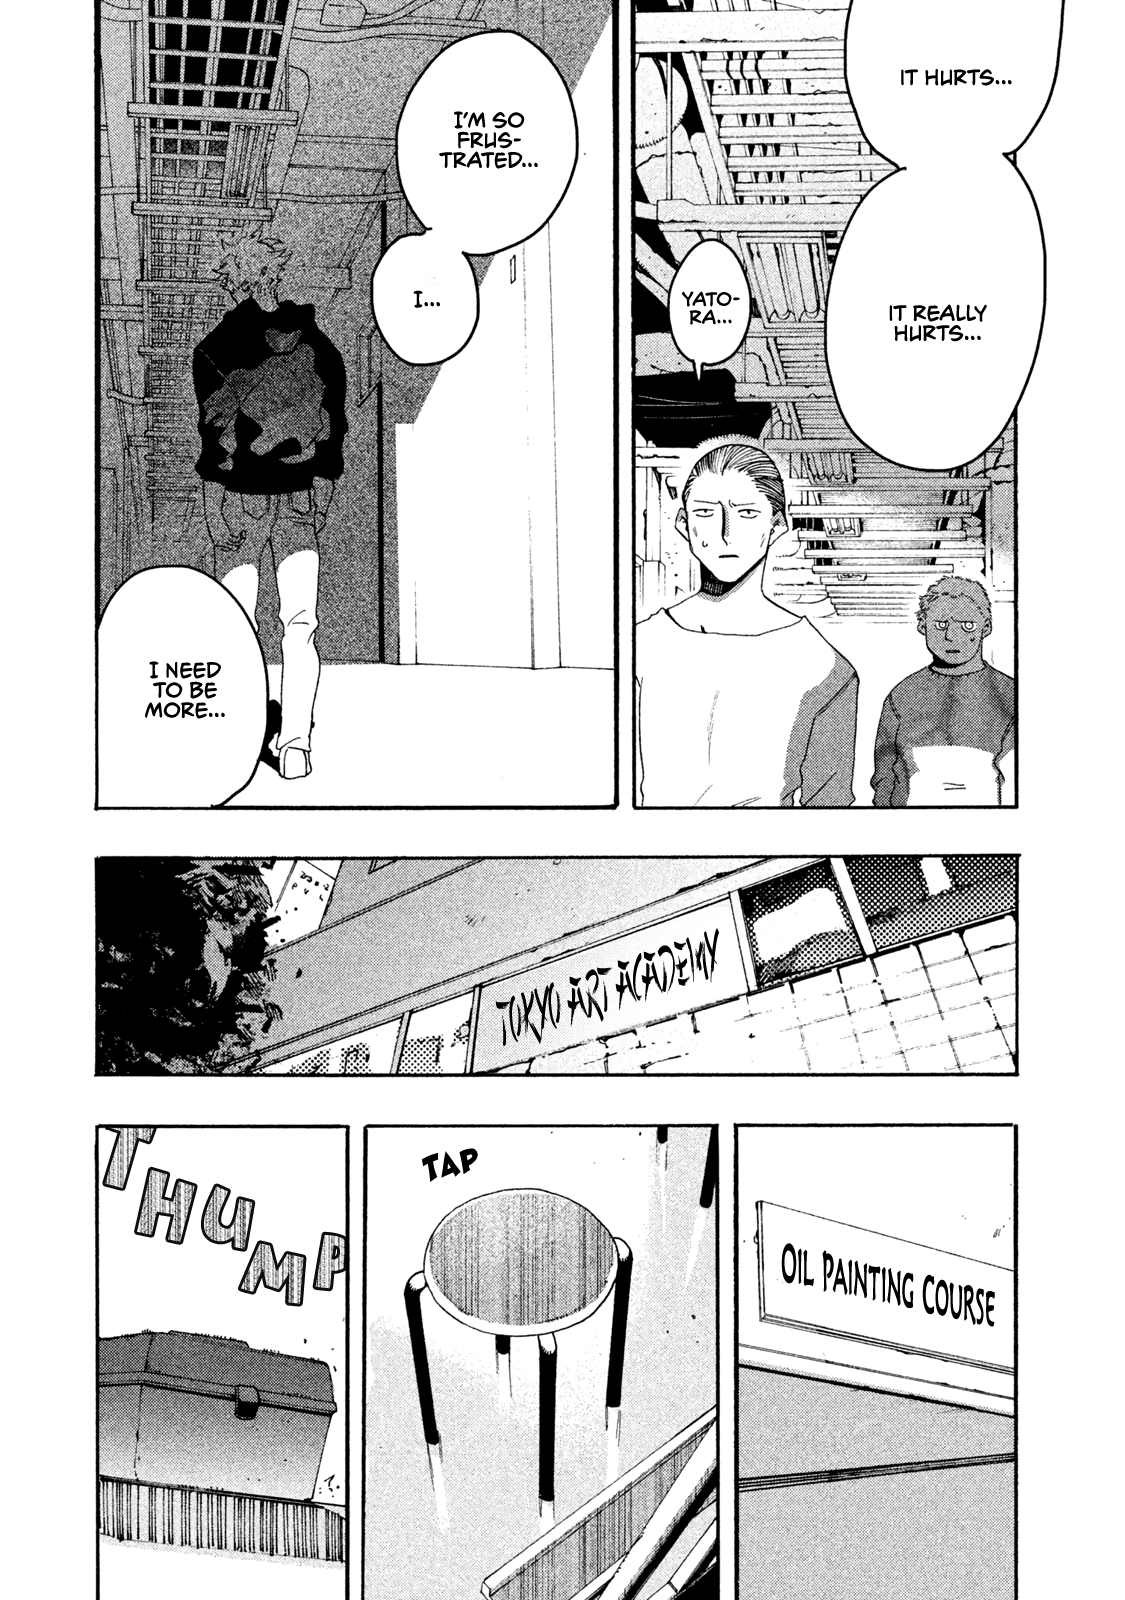 IT HURTS...
IT REALLY
HURTS...
YATO-
RA...
I'M SO
FRUS-
TRATED...
I...
I NEED
TO BE
MORE...
TOKYO ART ACADEMY
OIL PAINTING COURSE
TAP
THUMP